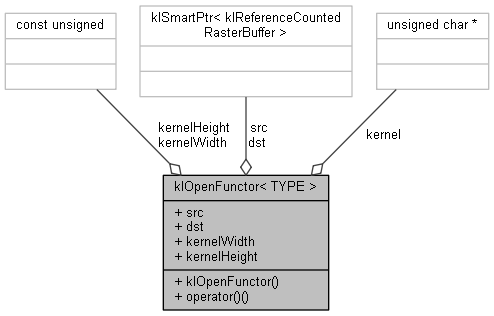 const unsigned
klSmartPtr< klReferenceCounted
RasterBuffer >
unsigned char *
kernelHeight
kernelWidth
src
dst
kernel
klOpenFunctor< TYPE >
+ src
+ dst
+ kernelWidth
+ kernelHeight
+ klOpenFunctor()
+ operator()()